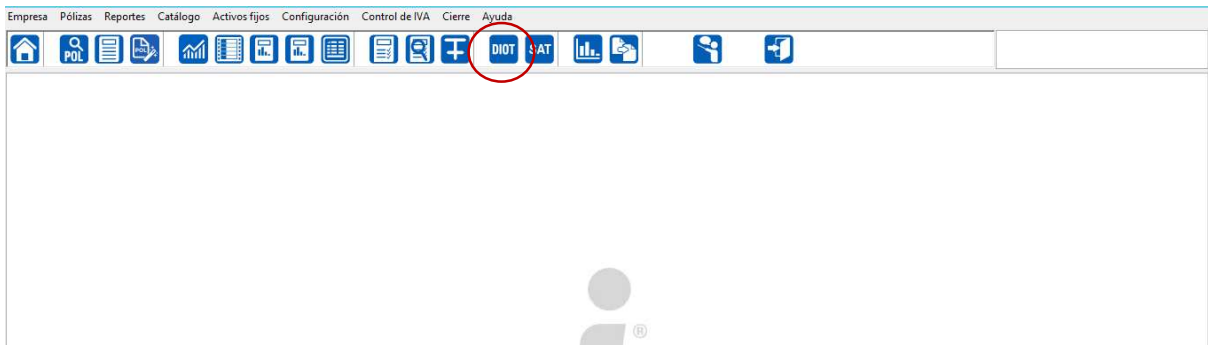 Empresa Pólizas Reportes Catálogo Activos fijos Configuración Control de IVA Cierre Ayuda
POL POL DIOT SAT
®